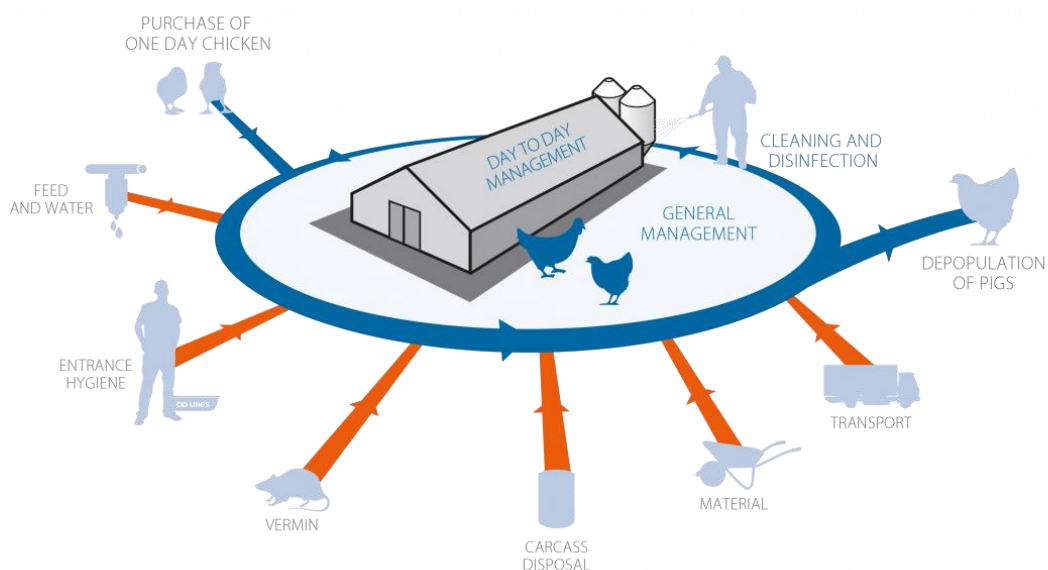 PURCHASE OF
ONE DAY CHICKEN
DAY TO DAY
MANAGEMENT
CLEANING AND
DISINFECTION
FEED
AND WATER
GENERAL
MANAGEMENT
DEPOPULATION
OF PIGS
ENTRANCE
HYGIENE
CID LINES
TRANSPORT
MATERIAL
VERMIN
CARCASS
DISPOSAL